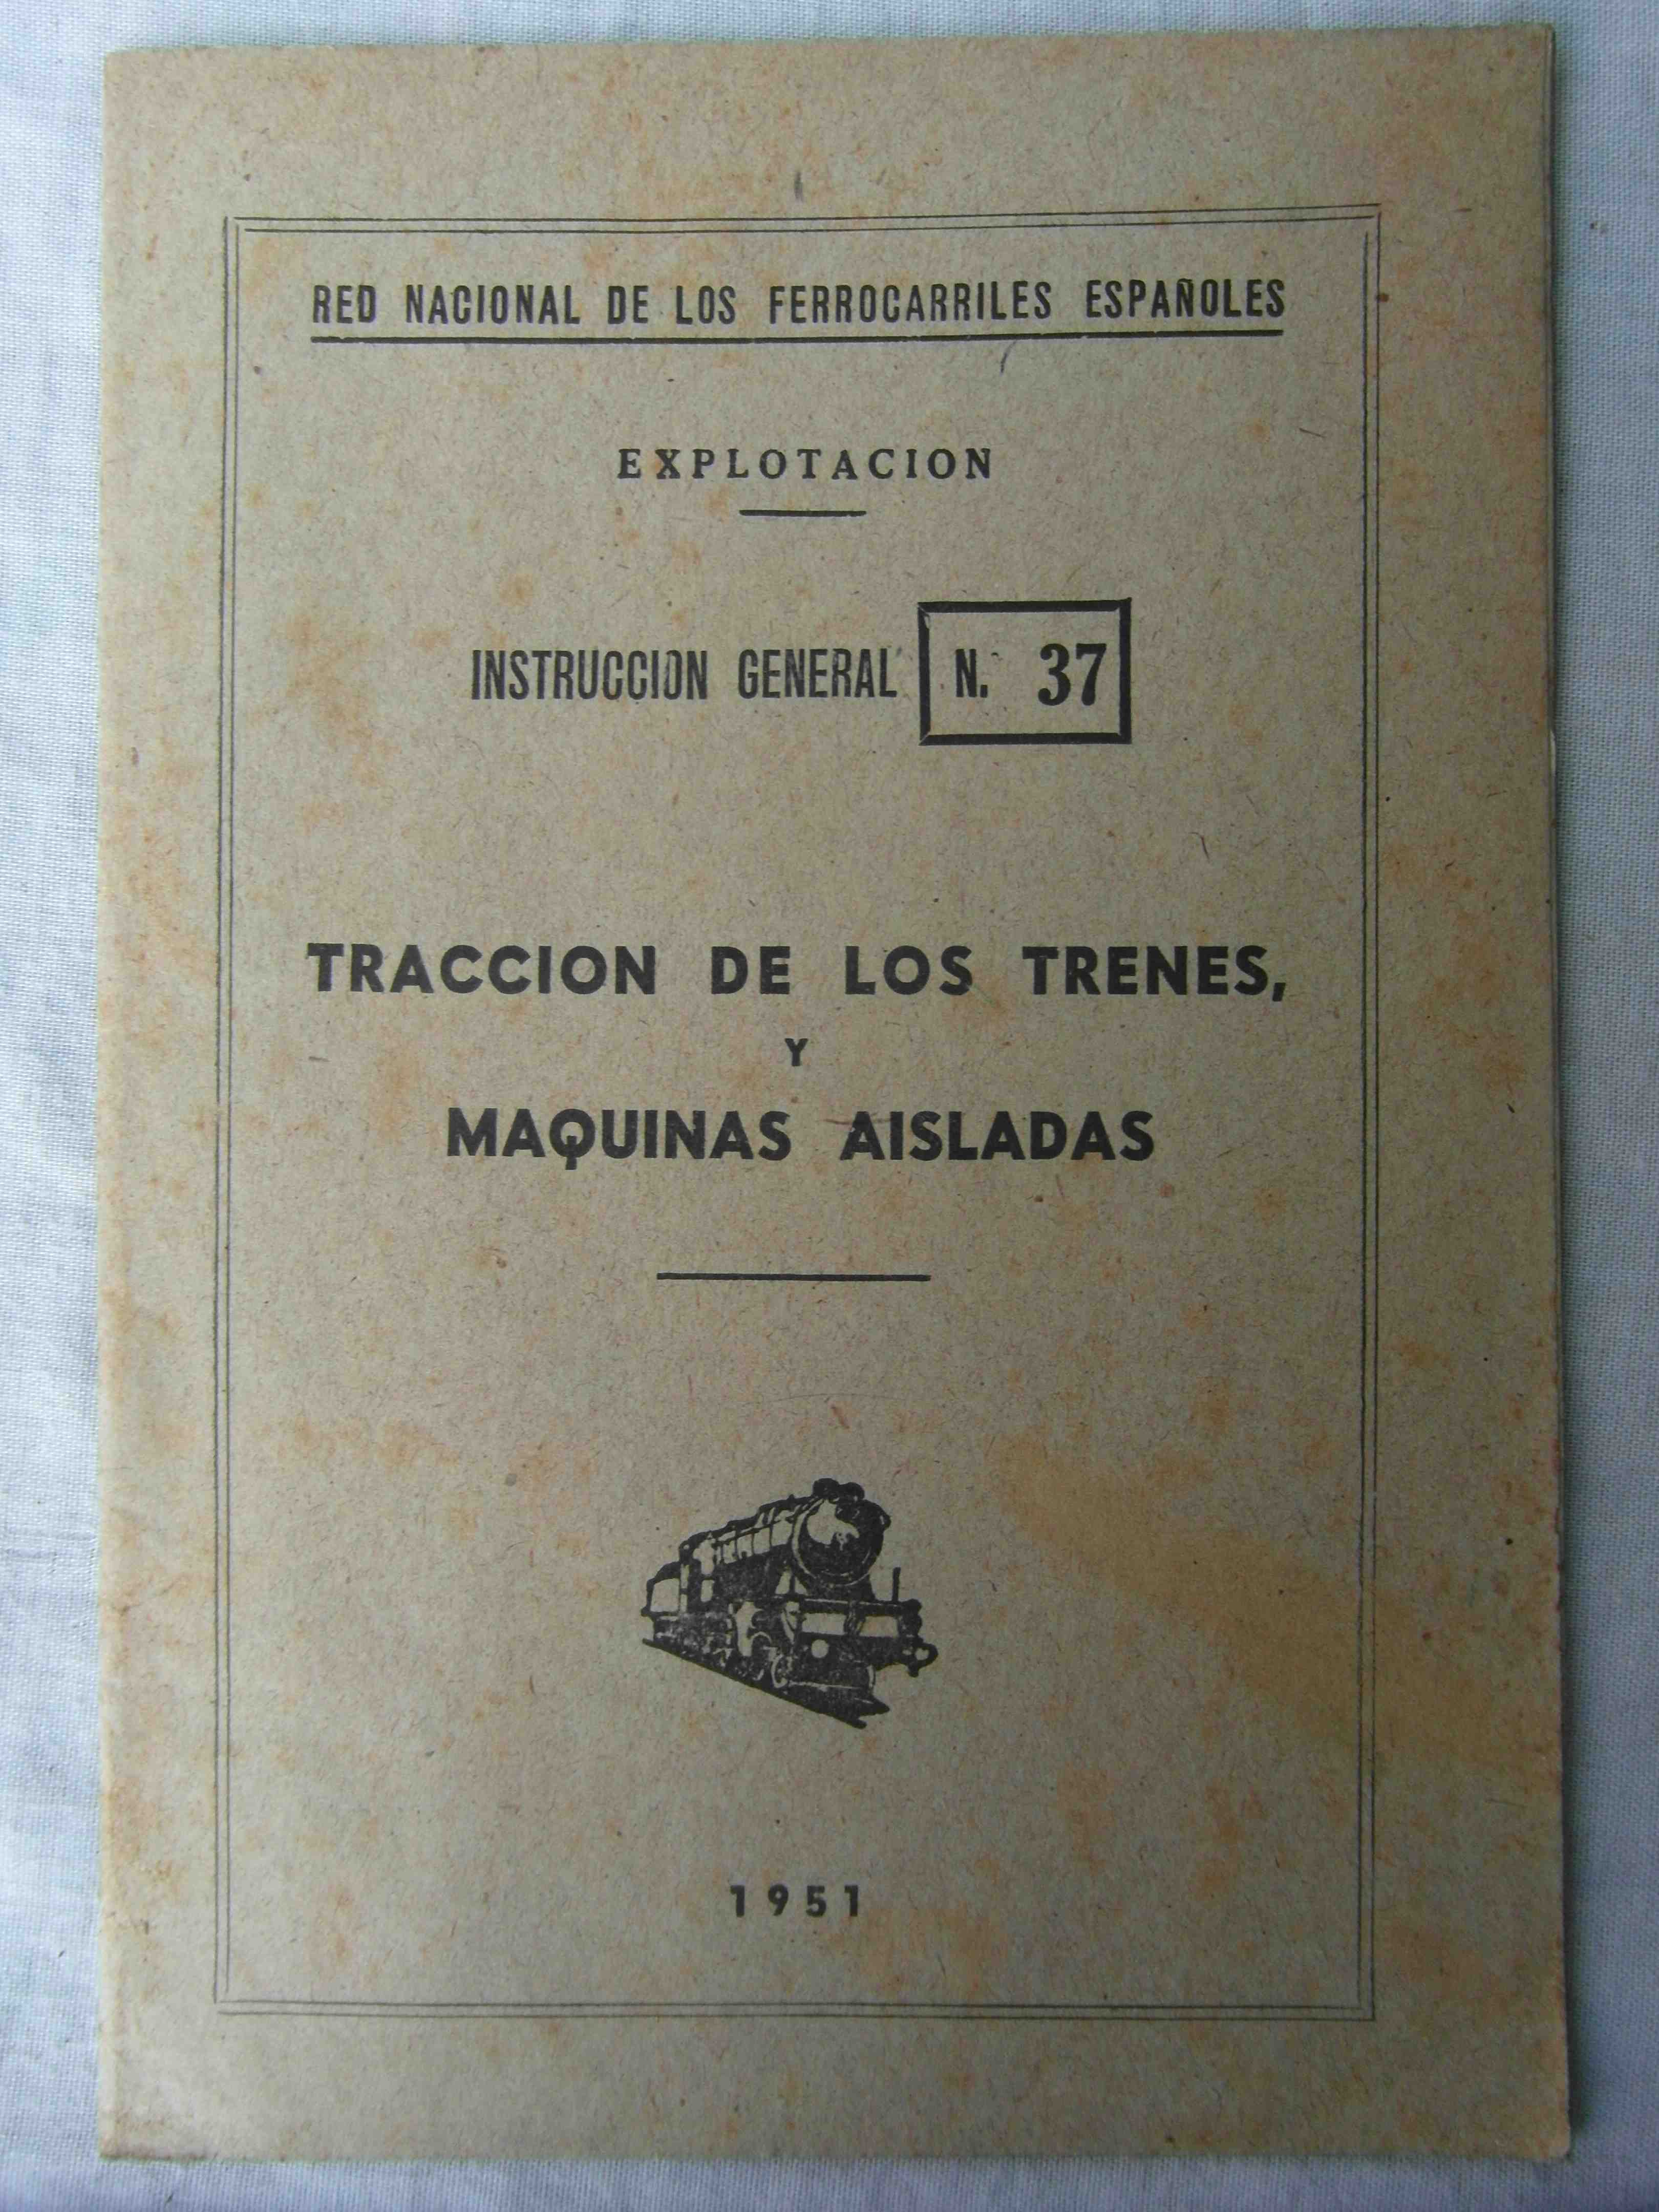 RED NACIONAL DE LOS FERROCARRILES ESPAÑOLES
EXPLOTACION
INSTRUCCION GENERAL N. 37
TRACCION DE LOS TRENES,
Y
MAQUINAS AISLADAS
1951